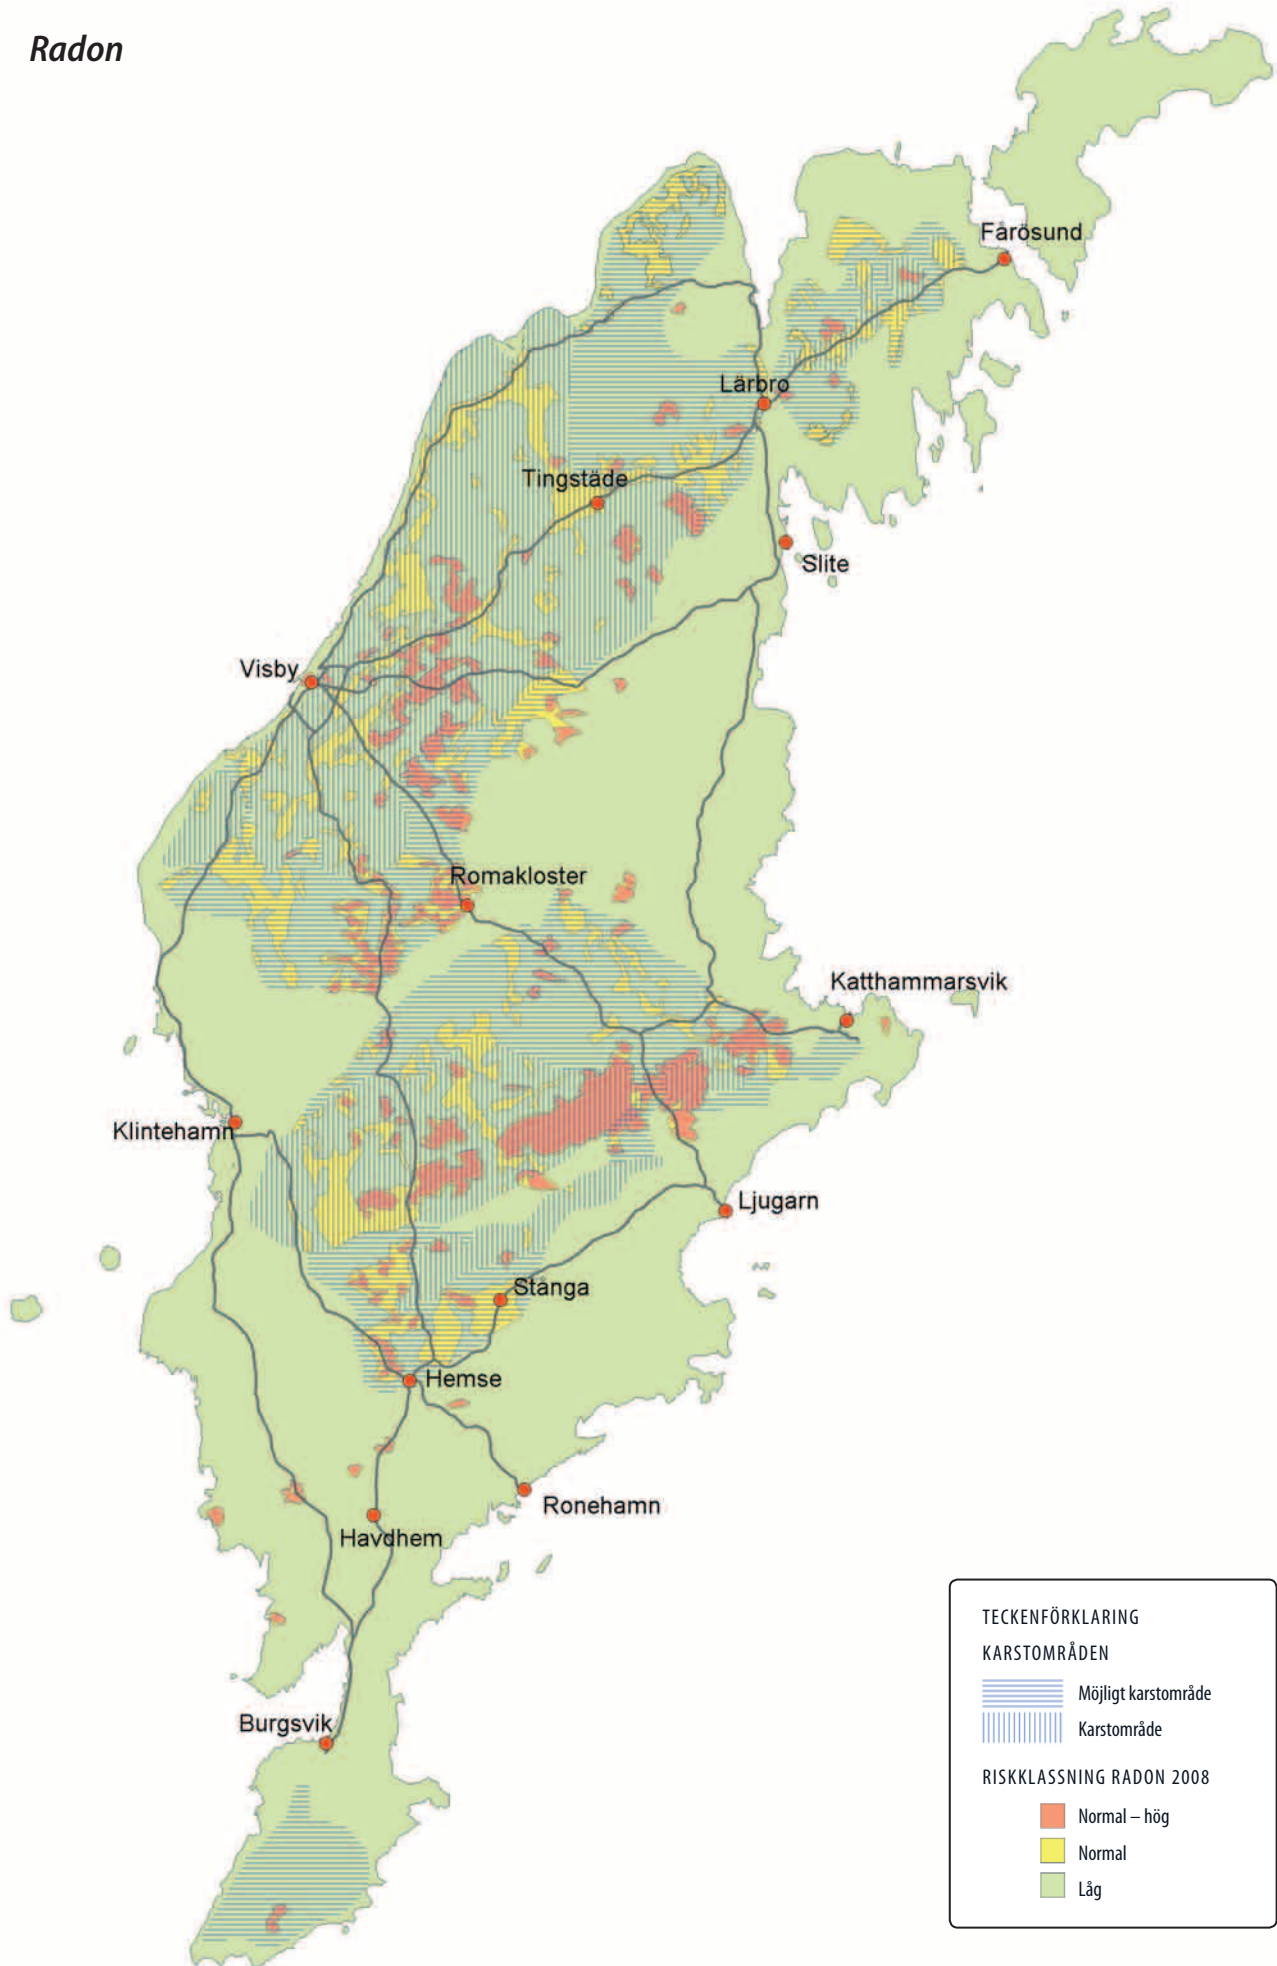 Radon
Fårösund
Lärbro
Tingstäde
Slite
Visby
Romakloster
Katthammarsvik
Klintehamn
Ljugarn
Stånga
Hemse
Ronehamn
Havdhem
Burgsvik
TECKENFÖRKLARING
KARSTOMRÅDEN
Möjligt karstområde
Karstområde
RISKKLASSNING RADON 2008
Normal – hög
Normal
Låg